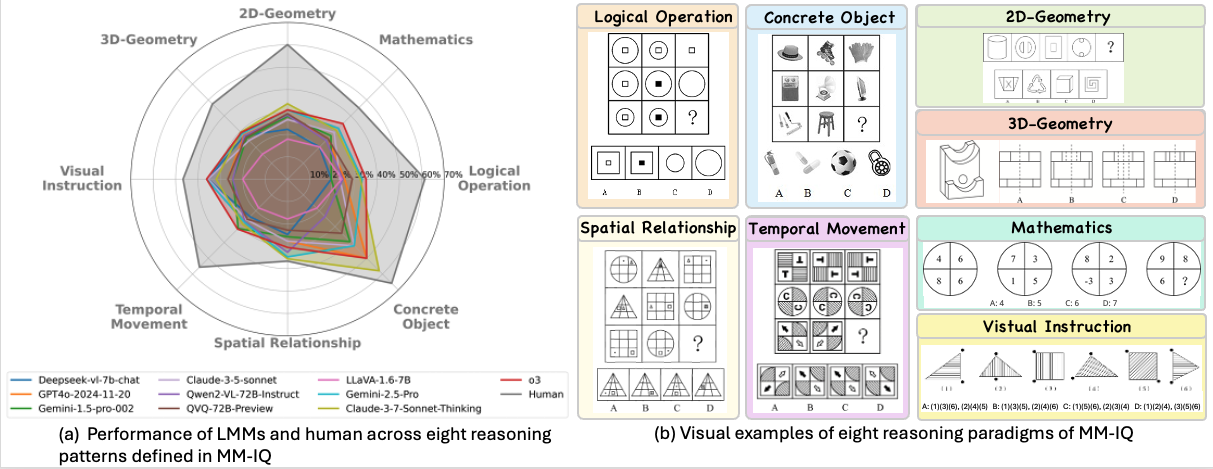 2D-Geometry
3D-Geometry
Mathematics
Visual
Instruction
10% 40% 50% 60% 70%
Logical
Operation
Temporal
Movement
Concrete
Object
Spatial Relationship
Deepseek-vl-7b-chat
GPT4o-2024-11-20
Gemini-1.5-pro-002
Claude-3-5-sonnet
Qwen2-VL-72B-Instruct
QVQ-72B-Preview
LLaVA-1.6-7B
Gemini-2.5-Pro
Claude-3-7-Sonnet-Thinking
o3
Human
(a) Performance of LMMs and human across eight reasoning
patterns defined in MM-IQ
Logical Operation
?
A B C D
Concrete Object
?
A B C D
2D-Geometry
?
A B C D
3D-Geometry
A B C D
Spatial Relationship
?
A B C D
Temporal Movement
T T T T
C C C C
?
A B C D
Mathematics
4 6 7 3 8 2 9 8
8 6 1 5 -3 3 6 ?
A: 4 B: 5 C: 6 D: 7
Vistual Instruction
(1) (2) (3) (4) (5) (6)
A: (1)(3)(6), (2)(4)(5) B: (1)(3)(5), (2)(4)(6) C: (1)(5)(6), (2)(3)(4) D: (1)(2)(4), (3)(5)(6)
(b) Visual examples of eight reasoning paradigms of MM-IQ